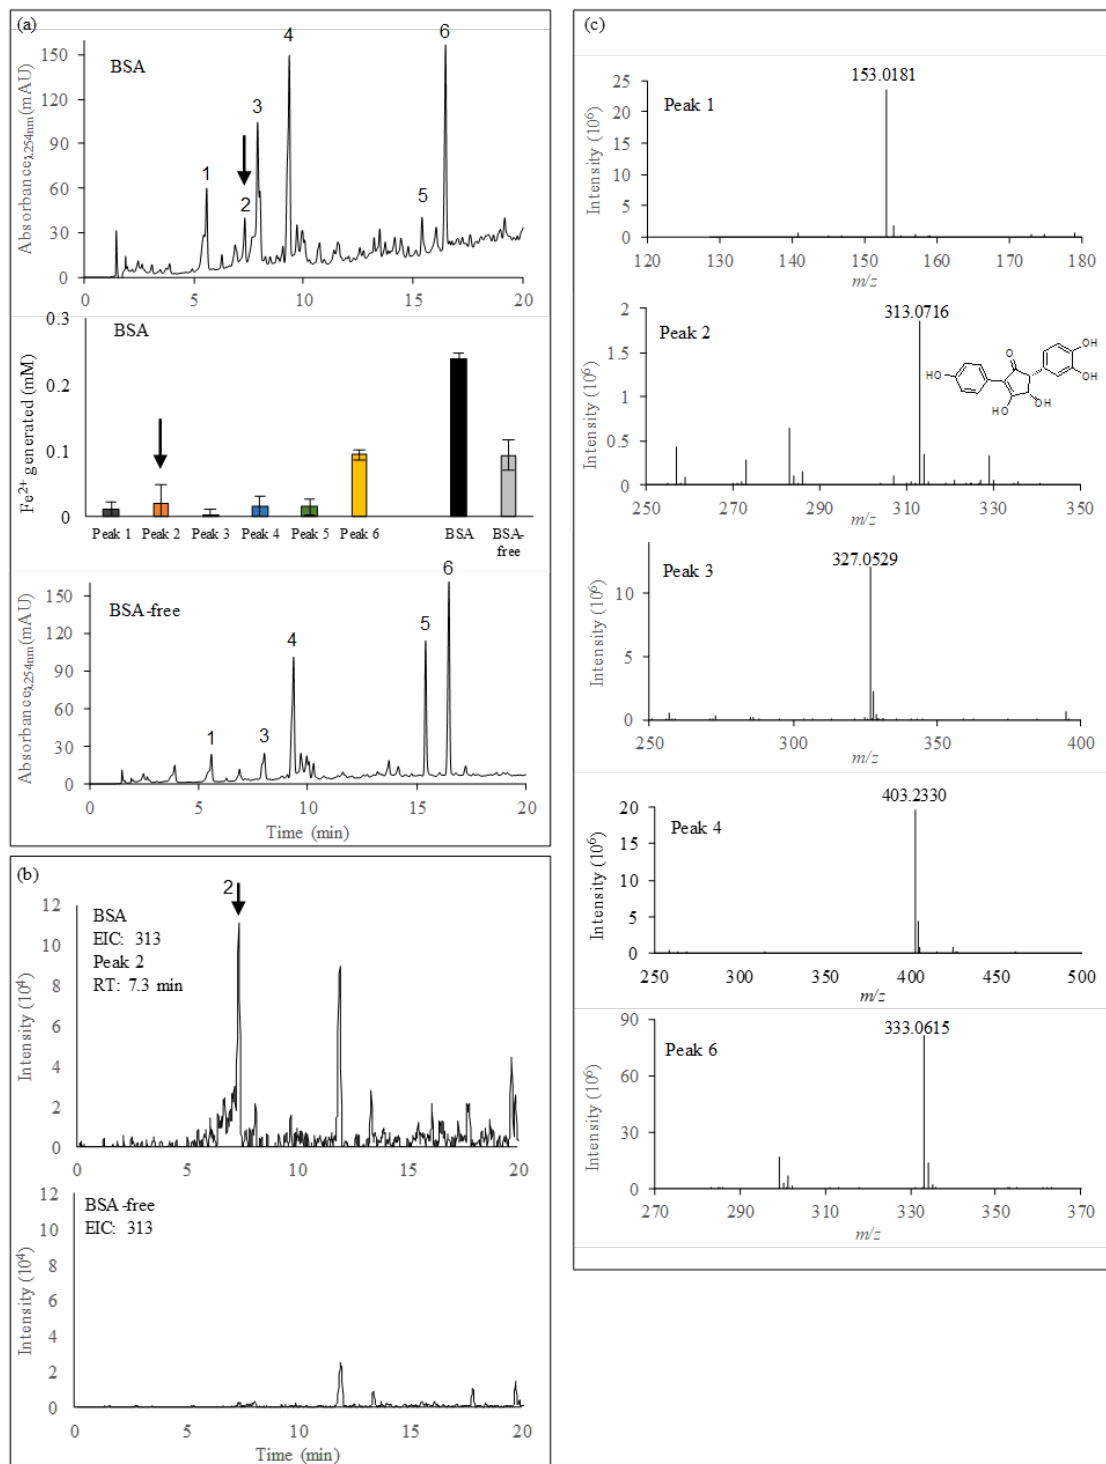 (a)
BSA
Absorbance λ254nm (mAU)
150
120
90
60
30
0
1
2
3
4
5
6
0
5
10
15
20
BSA
Fe²⁺ generated (mM)
0.3
0.2
0.1
0
Peak 1
Peak 2
Peak 3
Peak 4
Peak 5
Peak 6
BSA
BSA-
free
BSA-free
Absorbance λ254nm (mAU)
150
120
90
60
30
0
1
3
4
5
6
0
5
10
15
20
Time (min)
(b)
BSA
EIC: 313
Peak 2
RT: 7.3 min
2
Intensity (10⁴)
12
10
8
6
4
2
0
0
5
10
15
20
BSA-free
EIC: 313
Intensity (10⁴)
12
10
8
6
4
2
0
0
5
10
15
20
Time (min)
(c)
Peak 1
153.0181
Intensity (10⁶)
25
20
15
10
5
0
120
130
140
150
160
170
180
m/z
Peak 2
313.0716
Intensity (10⁶)
2
1.5
1
0.5
0
HO
O
OH
OH
HO
OH
250
270
290
310
330
350
m/z
Peak 3
327.0529
Intensity (10⁶)
10
5
0
250
300
350
400
m/z
Peak 4
403.2330
Intensity (10⁶)
20
15
10
5
0
250
300
350
400
450
500
m/z
Peak 6
333.0615
Intensity (10⁶)
90
60
30
0
270
290
310
330
350
370
m/z